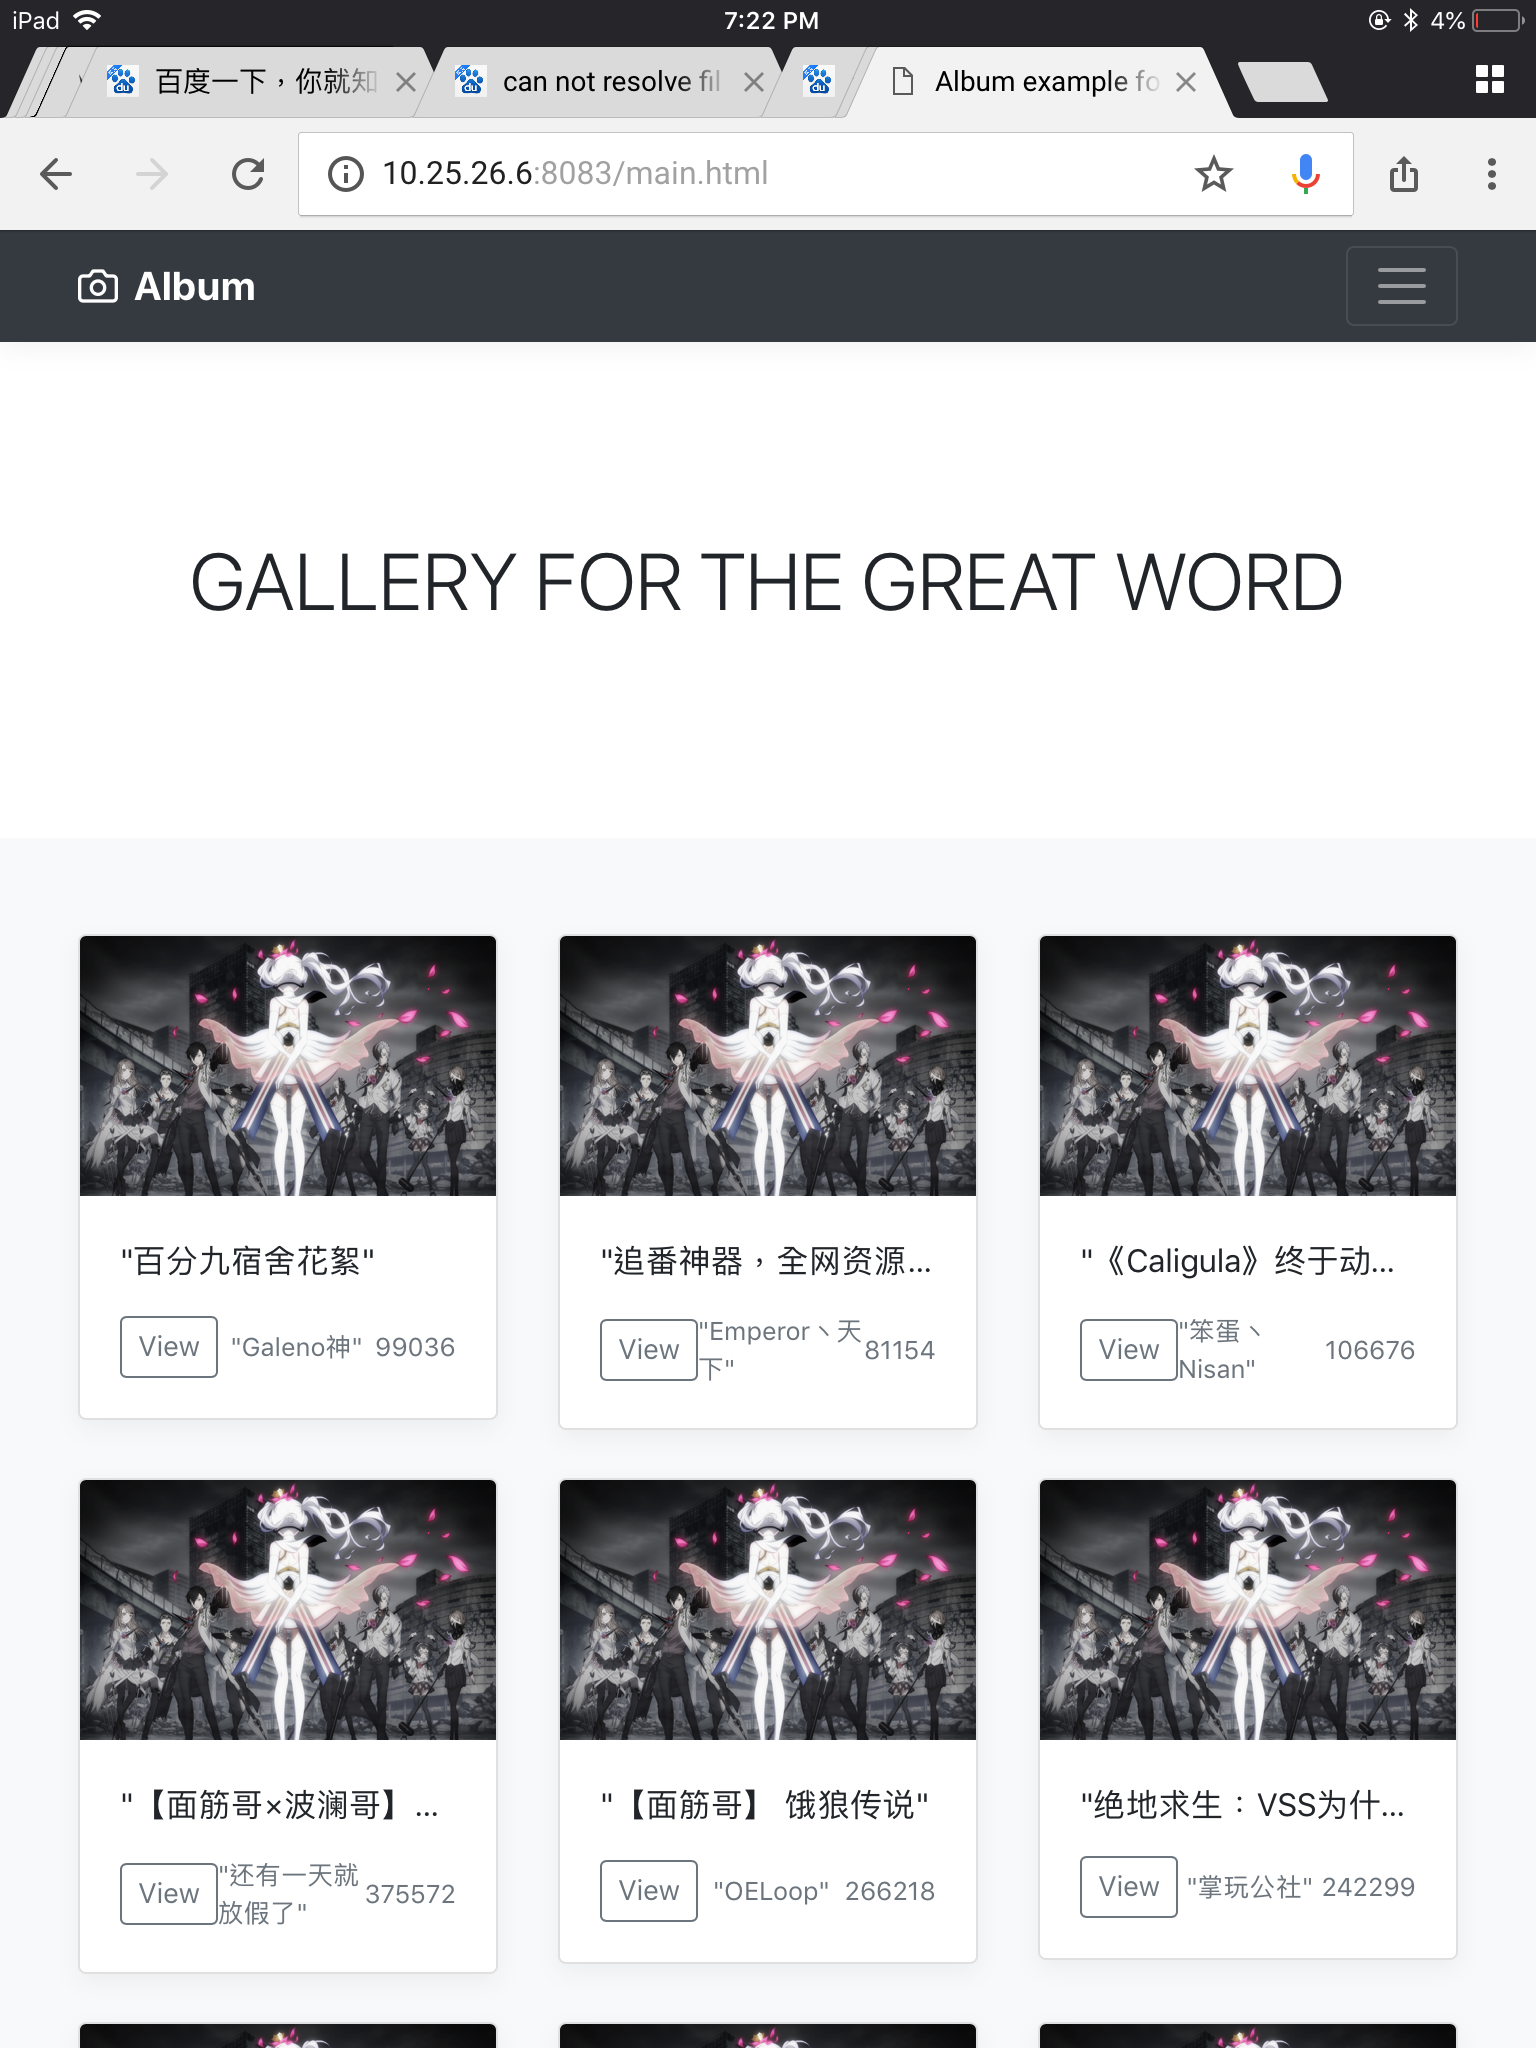 iPad 7:22 PM 4%
百度一下，你就知 can not resolve fil Album example fo
10.25.26.6:8083/main.html
Album
GALLERY FOR THE GREAT WORD
"百分九宿舍花絮"
View "Galeno神" 99036
"追番神器，全网资源...
View "Emperor丶天下" 81154
"《Caligula》终于动...
View "笨蛋丶Nisan" 106676
"【面筋哥×波澜哥】...
View "还有一天就放假了" 375572
"【面筋哥】 饿狼传说"
View "OELoop" 266218
"绝地求生：VSS为什...
View "掌玩公社" 242299